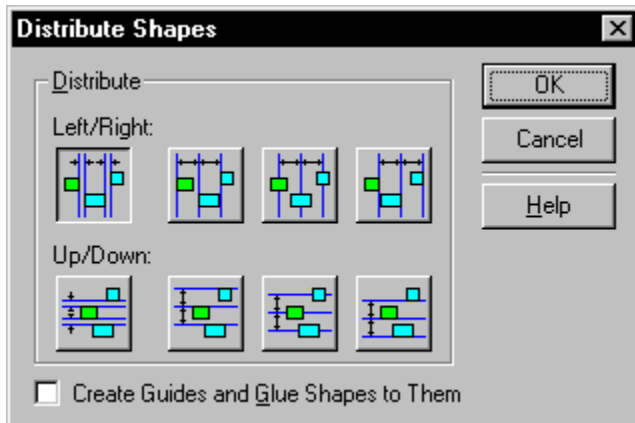 Distribute Shapes
Distribute
Left/Right:
Up/Down:
Create Guides and Glue Shapes to Them
OK
Cancel
Help